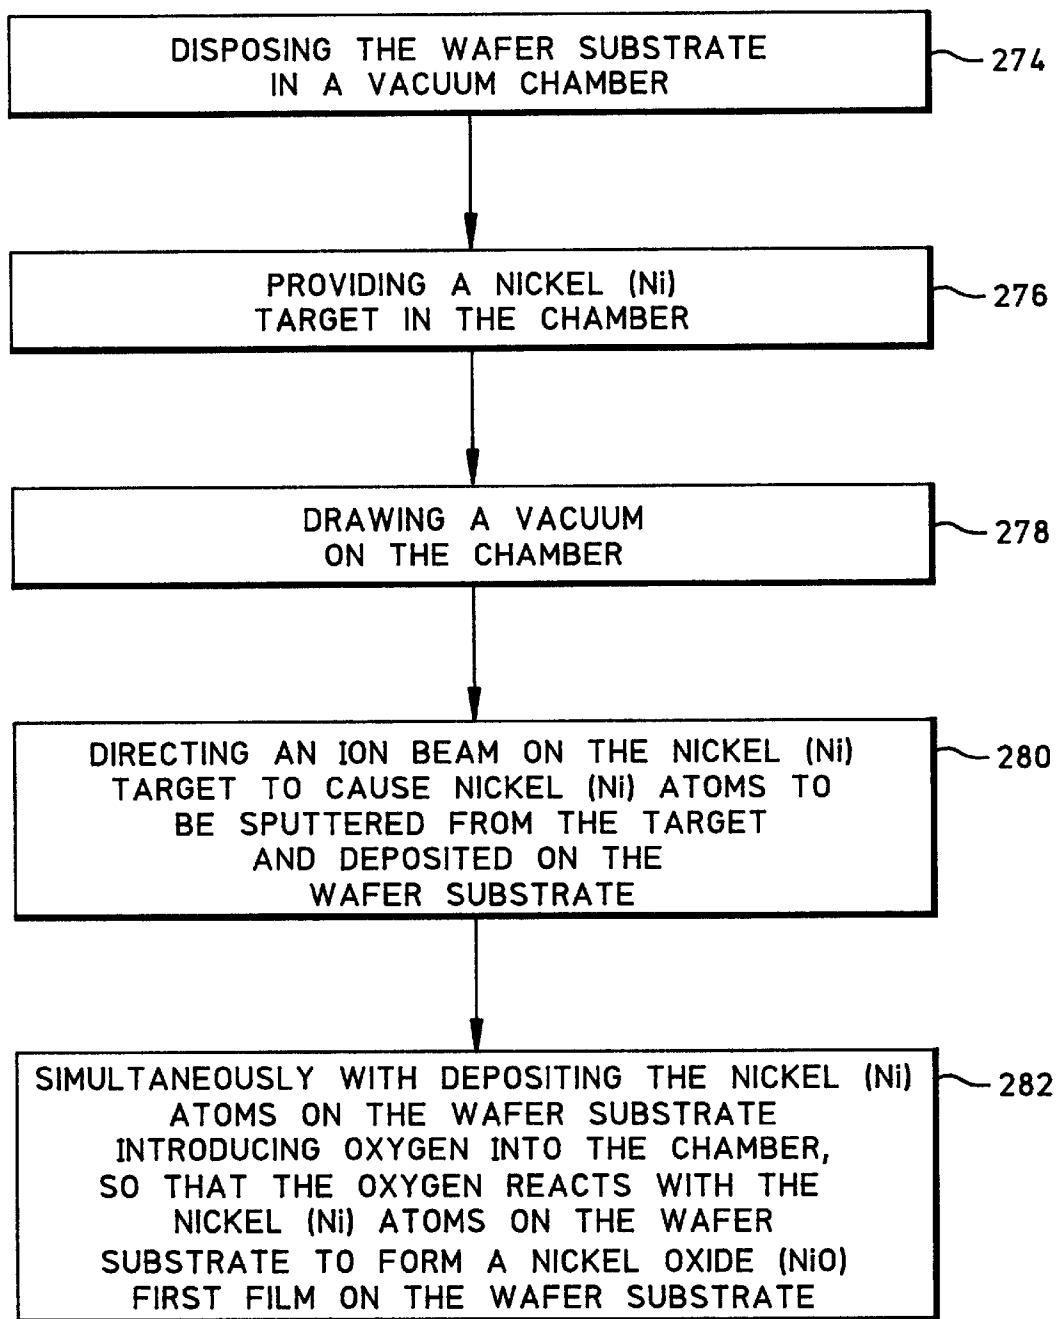 DISPOSING THE WAFER SUBSTRATE
IN A VACUUM CHAMBER
274
PROVIDING A NICKEL (Ni)
TARGET IN THE CHAMBER
276
DRAWING A VACUUM
ON THE CHAMBER
278
DIRECTING AN ION BEAM ON THE NICKEL (Ni)
TARGET TO CAUSE NICKEL (Ni) ATOMS TO
BE SPUTTERED FROM THE TARGET
AND DEPOSITED ON THE
WAFER SUBSTRATE
280
SIMULTANEOUSLY WITH DEPOSITING THE NICKEL (Ni)
ATOMS ON THE WAFER SUBSTRATE
INTRODUCING OXYGEN INTO THE CHAMBER,
SO THAT THE OXYGEN REACTS WITH THE
NICKEL (Ni) ATOMS ON THE WAFER
SUBSTRATE TO FORM A NICKEL OXIDE (NiO)
FIRST FILM ON THE WAFER SUBSTRATE
282